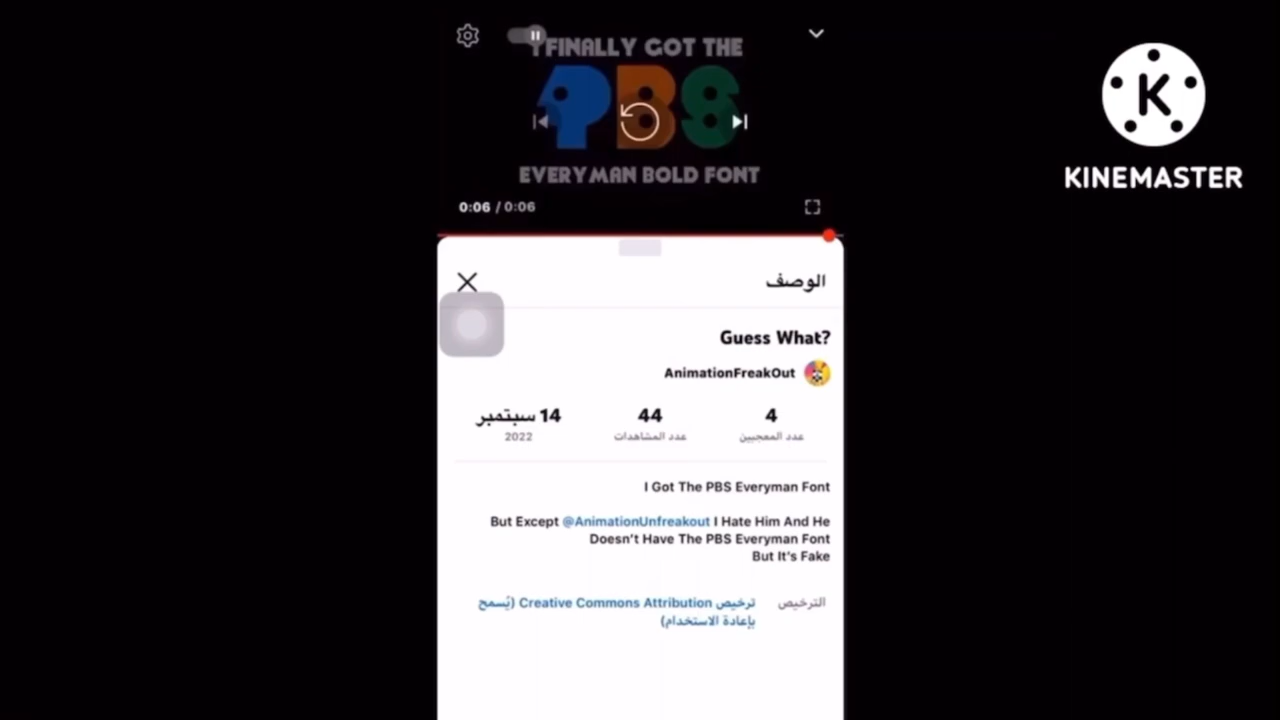 I FINALLY GOT THE
PBS
EVERYMAN BOLD FONT
0:06 / 0:06
K
KINEMASTER
الوصف
Guess What?
AnimationFreakOut
4
44
14 سبتمبر
عدد المعجبين
عدد المشاهدات
2022
I Got The PBS Everyman Font
But Except @AnimationUnfreakout I Hate Him And He
Doesn't Have The PBS Everyman Font
But It's Fake
الترخيص
ترخيص Creative Commons Attribution (يُسمح
بإعادة الاستخدام)